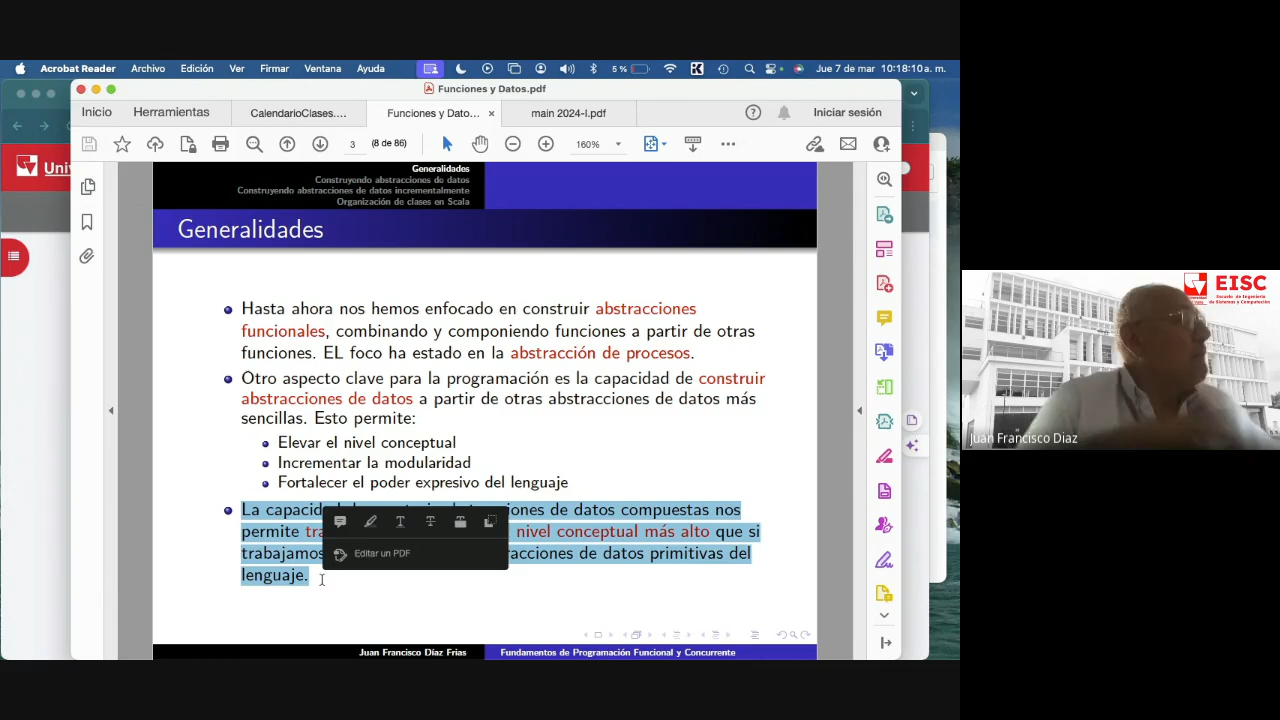 Acrobat Reader Archivo Edición Ver Firmar Ventana Ayuda 5 % Jue 7 de mar 10:18:10 a. m.
Funciones y Datos.pdf
Inicio Herramientas CalendarioClases.... Funciones y Dato... × main 2024-I.pdf Iniciar sesión
3 (8 de 86) 160%
Generalidades
Construyendo abstracciones de datos
Construyendo abstracciones de datos incrementalmente
Organización de clases en Scala
Generalidades
Hasta ahora nos hemos enfocado en construir abstracciones
funcionales, combinando y componiendo funciones a partir de otras
funciones. EL foco ha estado en la abstracción de procesos.
Otro aspecto clave para la programación es la capacidad de construir
abstracciones de datos a partir de otras abstracciones de datos más
sencillas. Esto permite:
Elevar el nivel conceptual
Incrementar la modularidad
Fortalecer el poder expresivo del lenguaje
La de datos compuestas nos
permite nivel conceptual más alto que si
trabajamos de datos primitivas del
lenguaje.
Editar un PDF
Juan Francisco Díaz Frias Fundamentos de Programación Funcional y Concurrente
EISC
Escuela de Ingeniería
de Sistemas y Computación
Juan Francisco Diaz